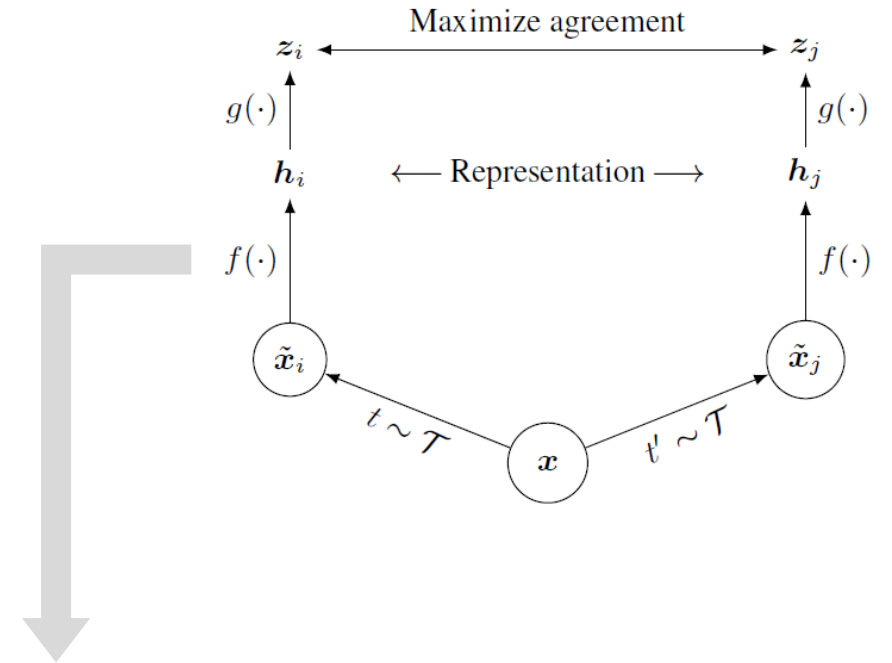 Maximize agreement
z_i z_j
g(·) g(·)
h_i ← Representation → h_j
f(·) f(·)
x̃_i x̃_j
t ~ 𝒯 t' ~ 𝒯
x